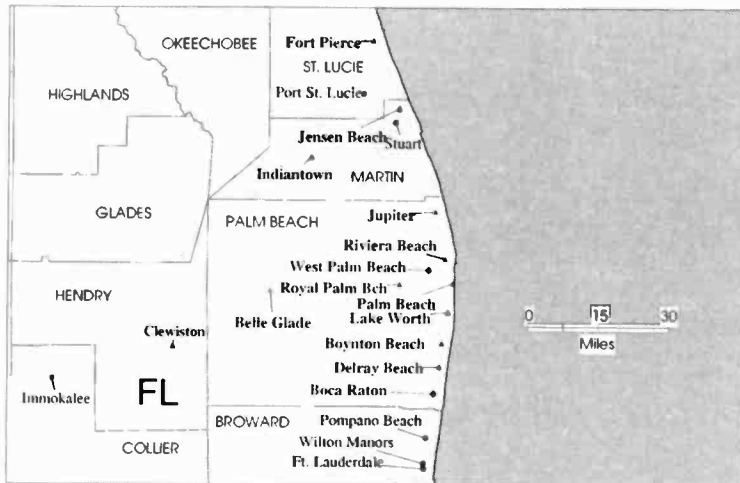 OKEECHOBEE
Fort Pierce
ST. LUCIE
HIGHLANDS
Port St. Lucie
Jensen Beach
Stuart
Indiantown
MARTIN
GLADES
PALM BEACH
Jupiter
Riviera Beach
West Palm Beach
HENDRY
Royal Palm Bch
Palm Beach
Belle Glade
Lake Worth
0 15 30
Miles
Clewiston
Boynton Beach
Delray Beach
Immokalee
FL
Boca Raton
BROWARD
Pompano Beach
COLLIER
Wilton Manors
Ft. Lauderdale